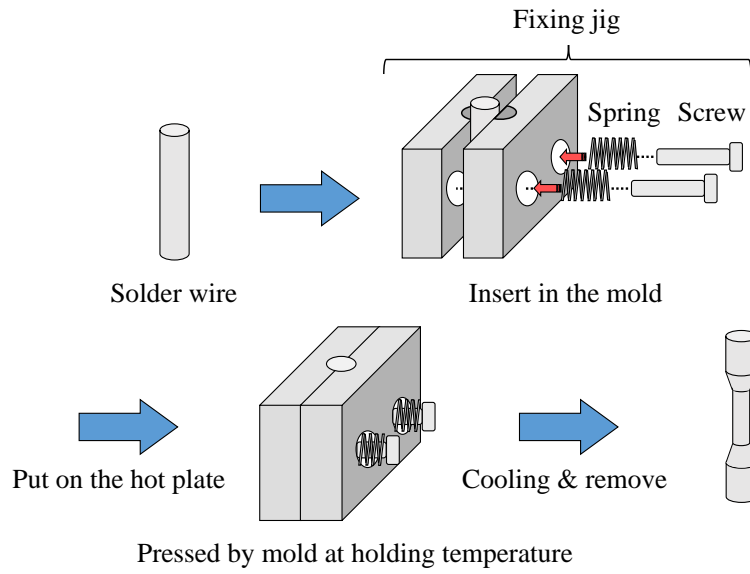 Fixing jig
Spring
Screw
Solder wire
Insert in the mold
Put on the hot plate
Cooling & remove
Pressed by mold at holding temperature